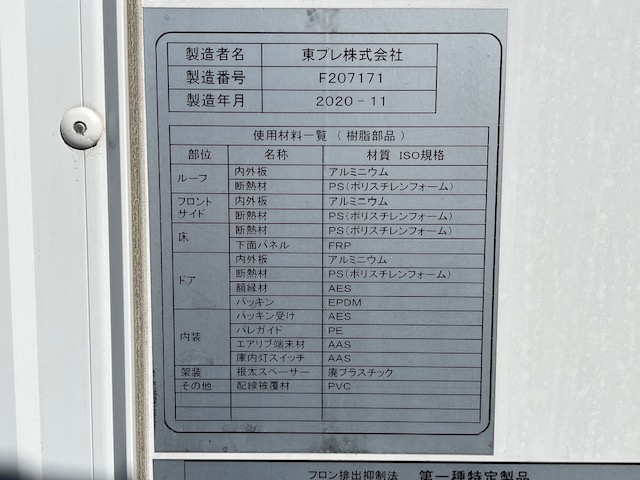 製造者名 東プレ株式会社
製造番号 F207171
製造年月 2020-11
使用材料一覧 （樹脂部品）
部位 名称 材質 ISO規格
ルーフ 内外板 アルミニウム
断熱材 PS(ポリスチレンフォーム)
フロント サイド 内外板 アルミニウム
断熱材 PS(ポリスチレンフォーム)
床 断熱材 PS(ポリスチレンフォーム)
下面パネル FRP
ドア 内外板 アルミニウム
断熱材 PS(ポリスチレンフォーム)
額縁材 AES
パッキン EPDM
内装 パッキン受け AES
バレガイド PE
エアリブ端末材 AAS
庫内灯スイッチ AAS
架装 根太スペーサー 廃プラスチック
その他 配線被覆材 PVC
フロン排出抑制法 第一種特定製品